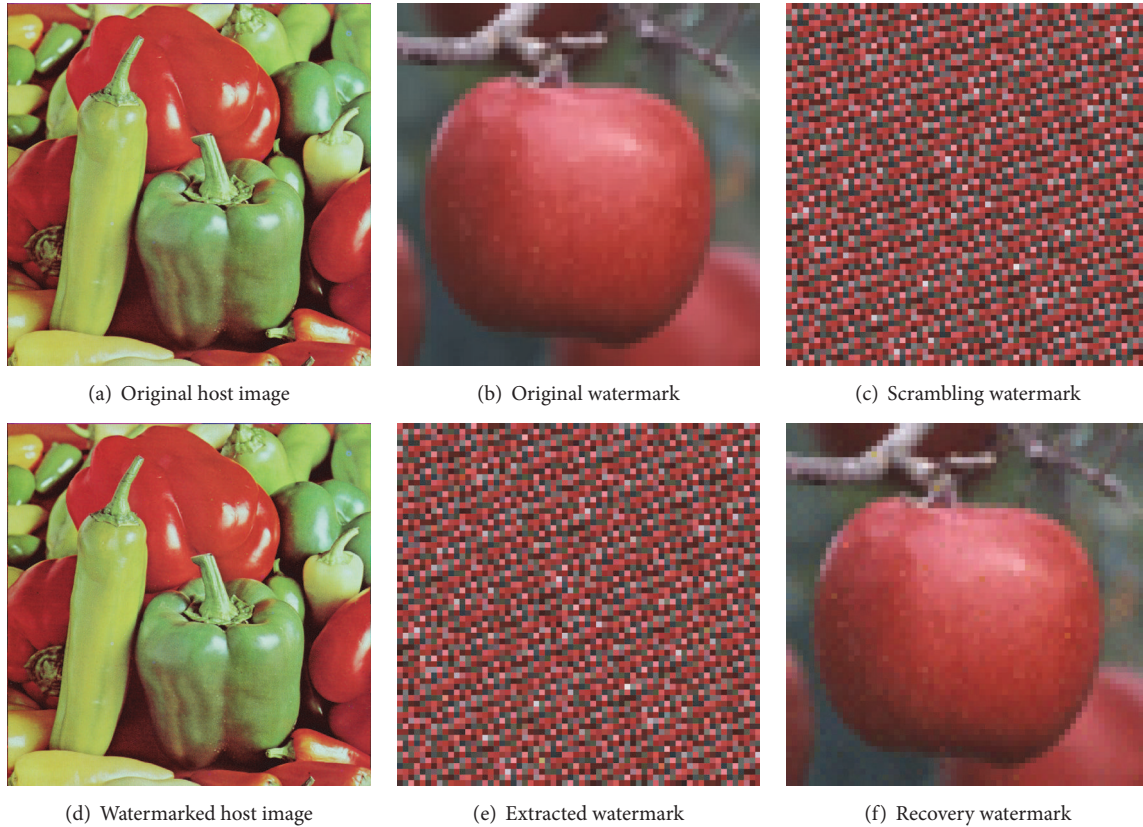 (a) Original host image
(b) Original watermark
(c) Scrambling watermark
(d) Watermarked host image
(e) Extracted watermark
(f) Recovery watermark